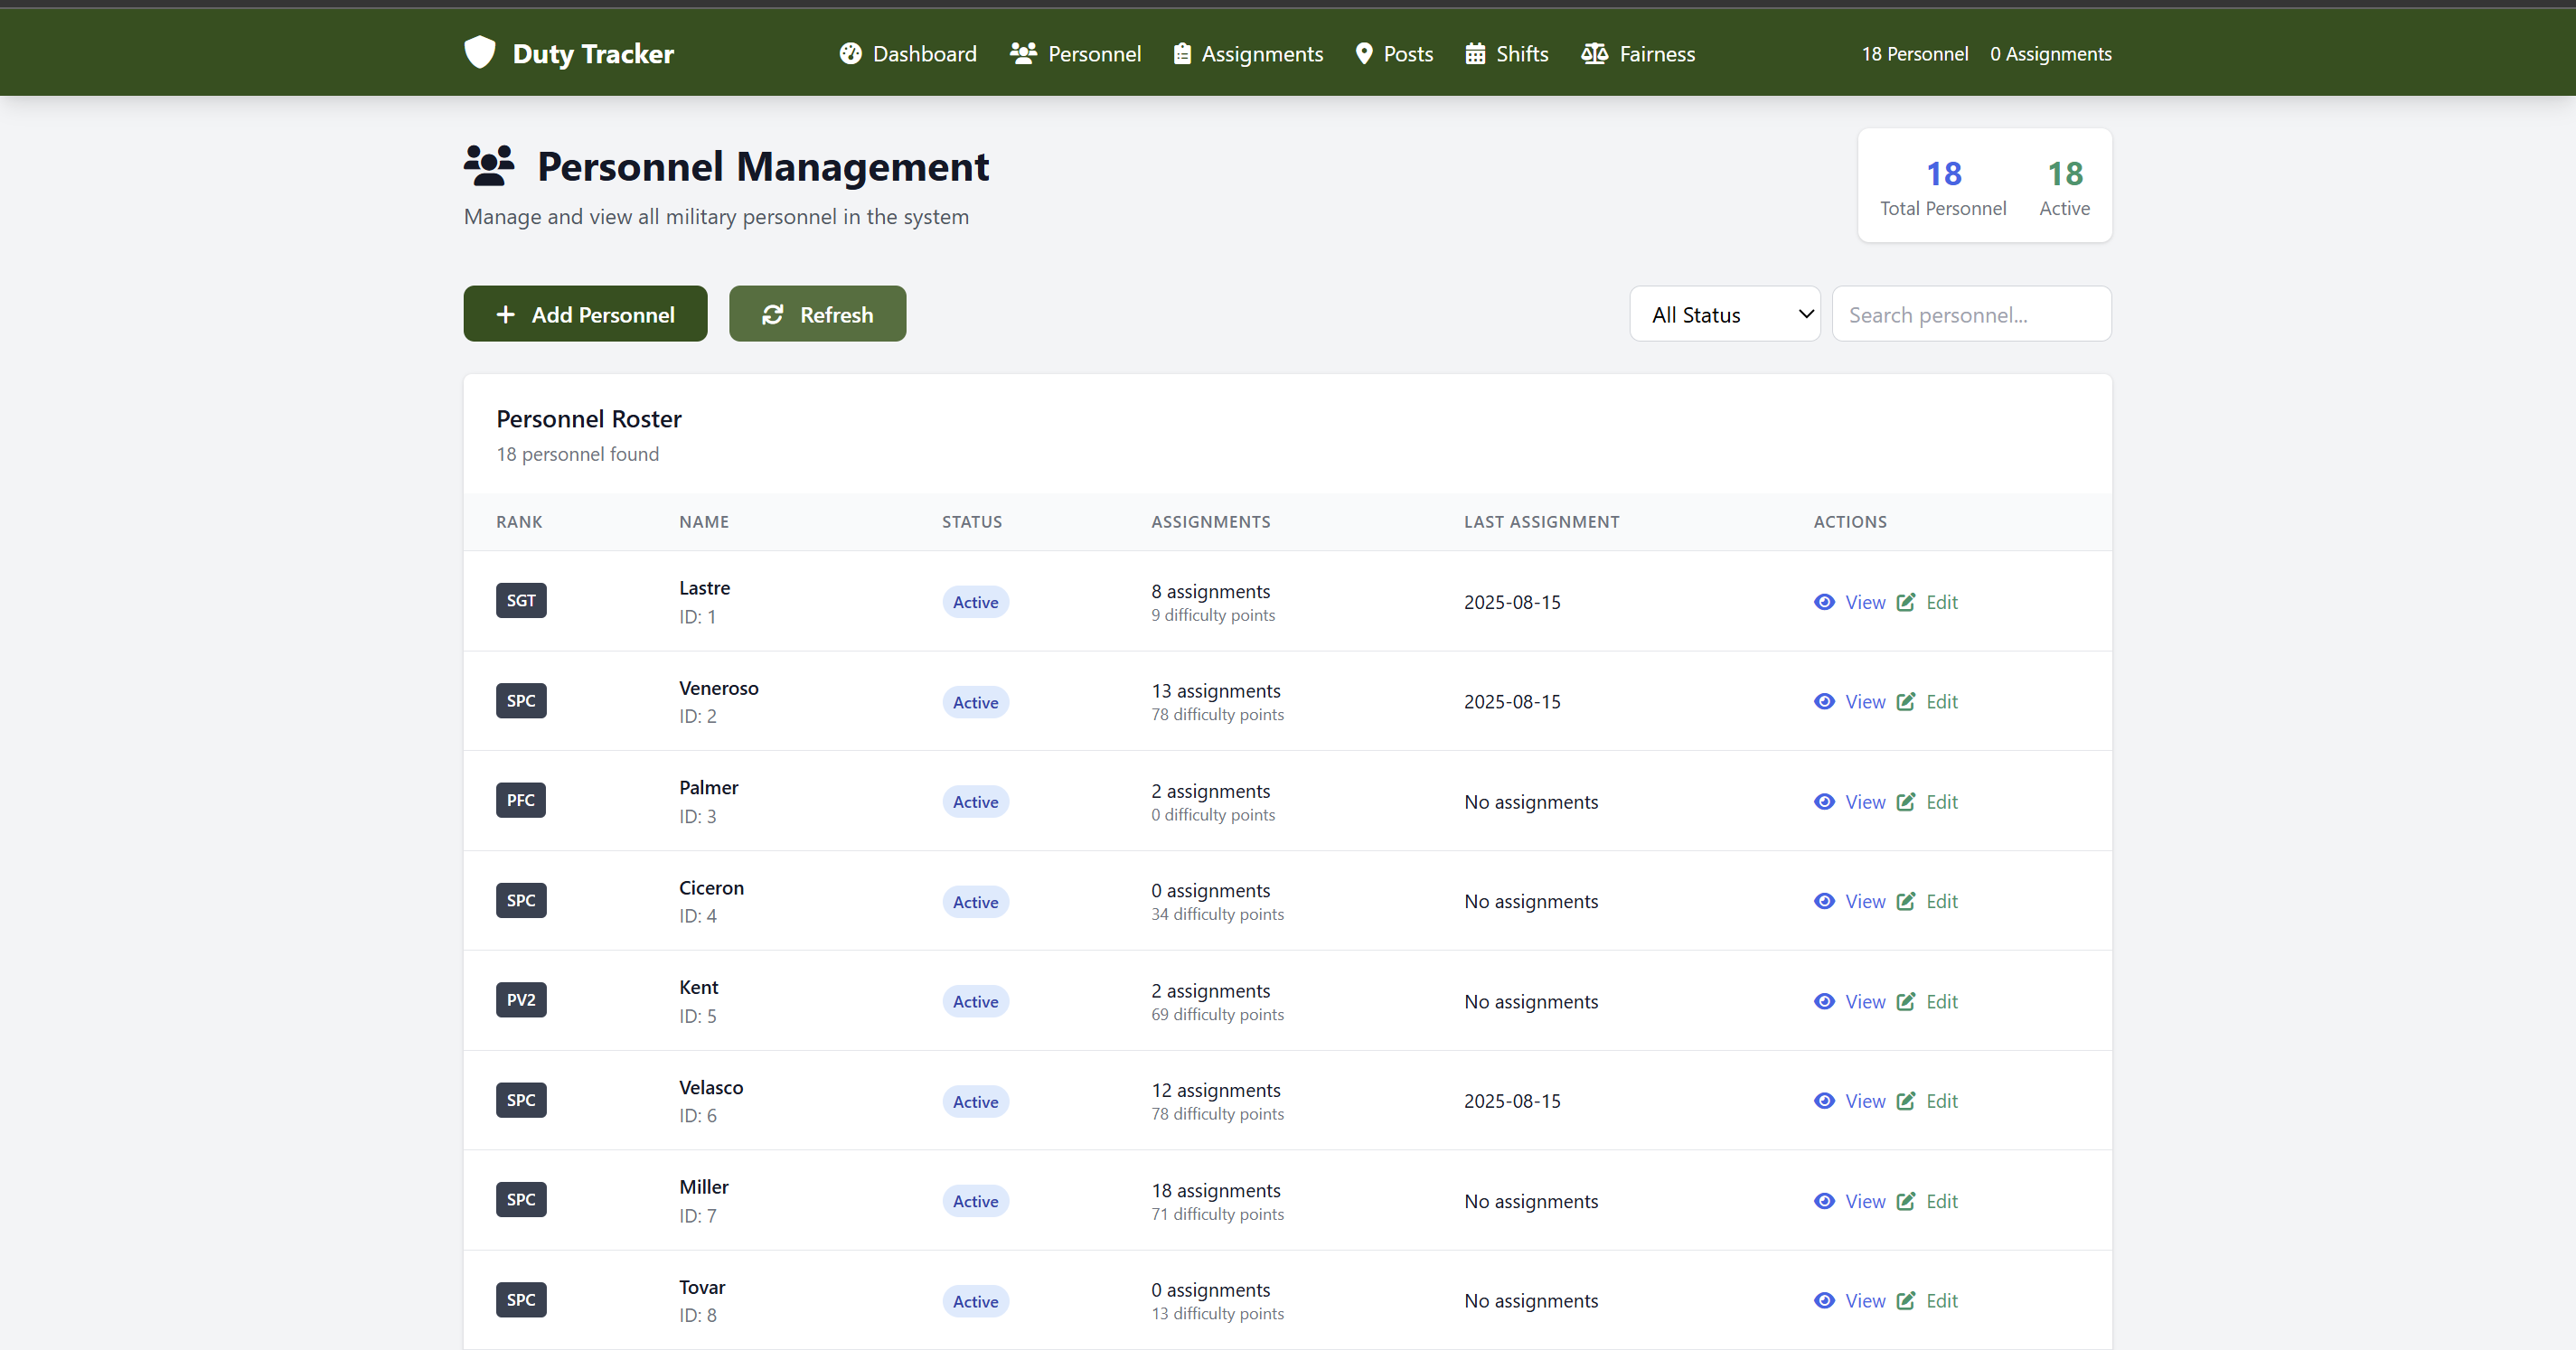 Duty Tracker Dashboard Personnel Assignments Posts Shifts Fairness 18 Personnel 0 Assignments
Personnel Management
Manage and view all military personnel in the system
18 18
Total Personnel Active
+ Add Personnel Refresh All Status Search personnel...
Personnel Roster
18 personnel found
RANK NAME STATUS ASSIGNMENTS LAST ASSIGNMENT ACTIONS
SGT Lastre Active 8 assignments 2025-08-15 View Edit
ID: 1 9 difficulty points
SPC Veneroso Active 13 assignments 2025-08-15 View Edit
ID: 2 78 difficulty points
PFC Palmer Active 2 assignments No assignments View Edit
ID: 3 0 difficulty points
SPC Ciceron Active 0 assignments No assignments View Edit
ID: 4 34 difficulty points
PV2 Kent Active 2 assignments No assignments View Edit
ID: 5 69 difficulty points
SPC Velasco Active 12 assignments 2025-08-15 View Edit
ID: 6 78 difficulty points
SPC Miller Active 18 assignments No assignments View Edit
ID: 7 71 difficulty points
SPC Tovar Active 0 assignments No assignments View Edit
ID: 8 13 difficulty points